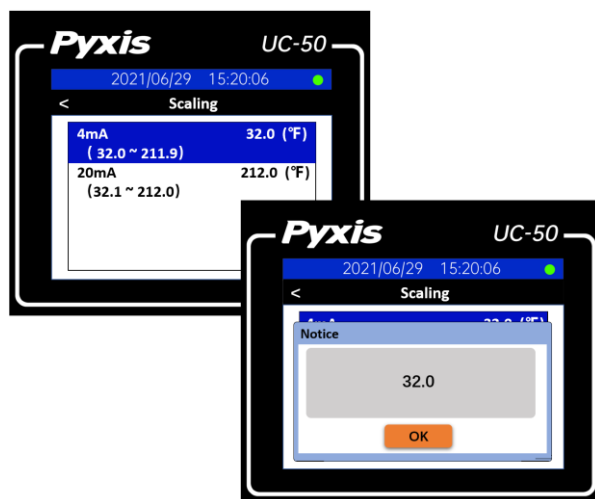 Pyxis UC-50
2021/06/29 15:20:06
< Scaling
4mA 32.0 (°F)
( 32.0 ~ 211.9)
20mA 212.0 (°F)
(32.1 ~ 212.0)
Pyxis UC-50
2021/06/29 15:20:06
< Scaling
Notice
32.0
OK